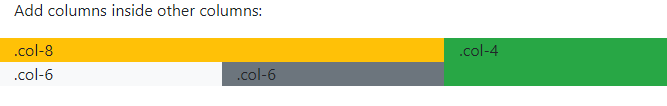 Add columns inside other columns:
.col-8 .col-4
.col-6 .col-6